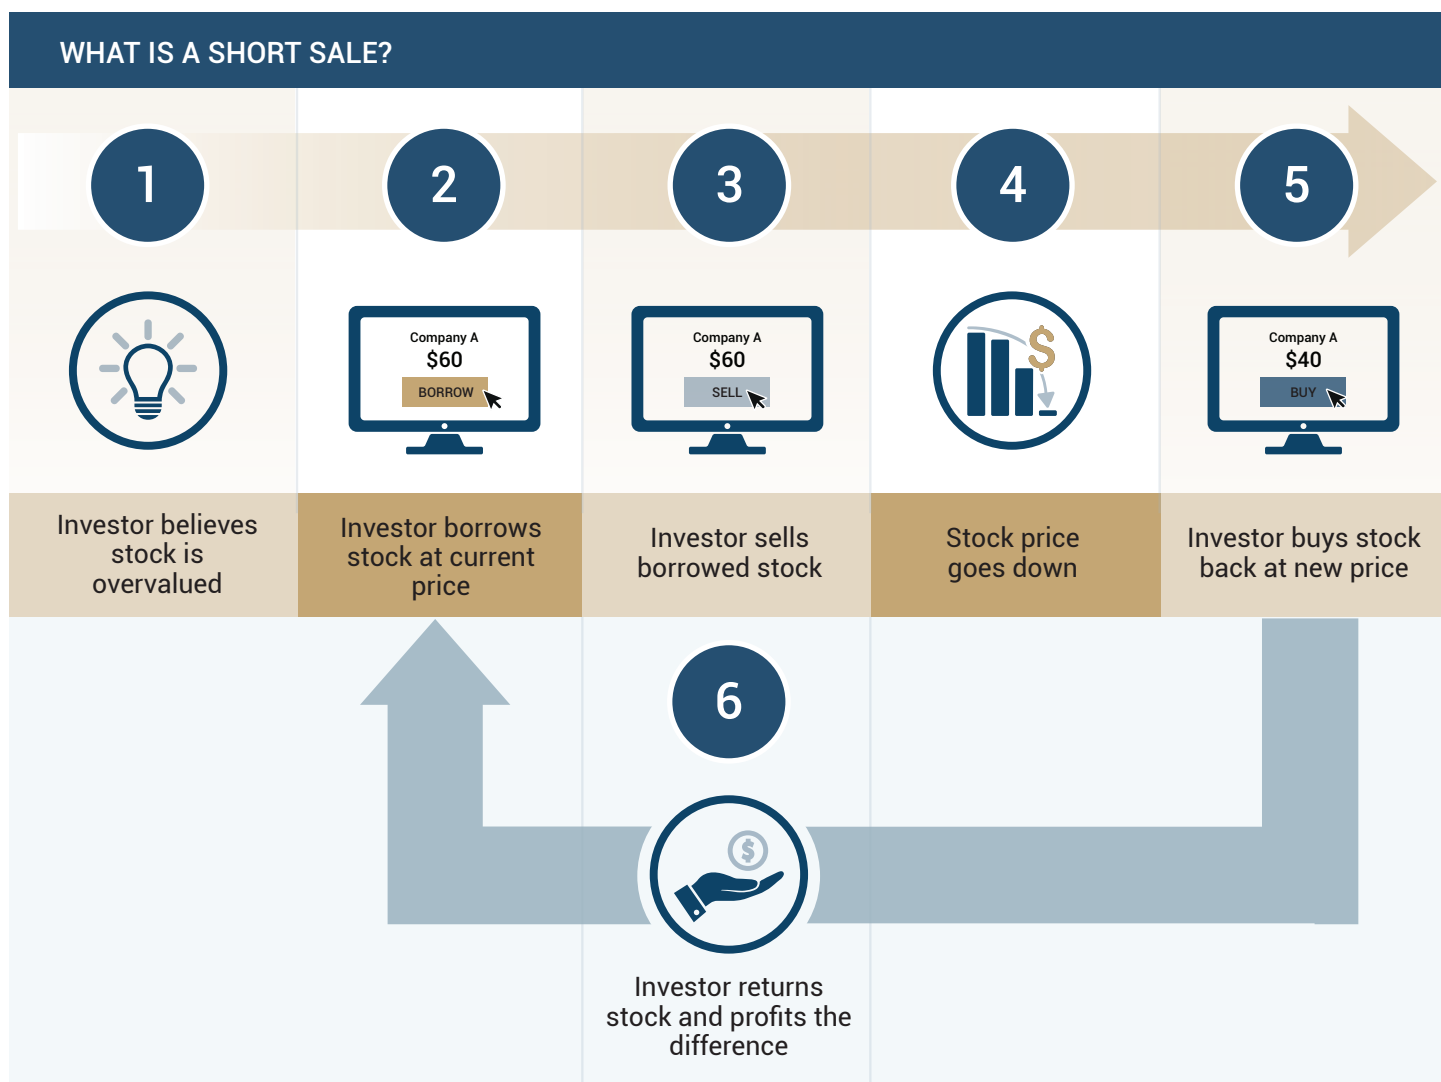 WHAT IS A SHORT SALE?
1
2
3
4
5
Company A
$60
BORROW
Company A
$60
SELL
$
Company A
$40
BUY
Investor believes
stock is
overvalued
Investor borrows
stock at current
price
Investor sells
borrowed stock
Stock price
goes down
Investor buys stock
back at new price
6
$
Investor returns
stock and profits the
difference